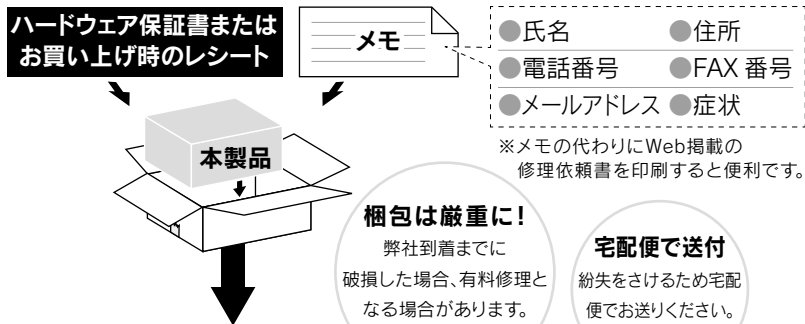 ハードウェア保証書または
お買い上げ時のレシート
メモ
●氏名 ●住所
●電話番号 ●FAX 番号
●メールアドレス ●症状
※メモの代わりにWeb掲載の
修理依頼書を印刷すると便利です。
本製品
梱包は厳重に!
弊社到着までに
破損した場合、有料修理と
なる場合があります。
宅配便で送付
紛失をさけるため宅配
便でお送りください。